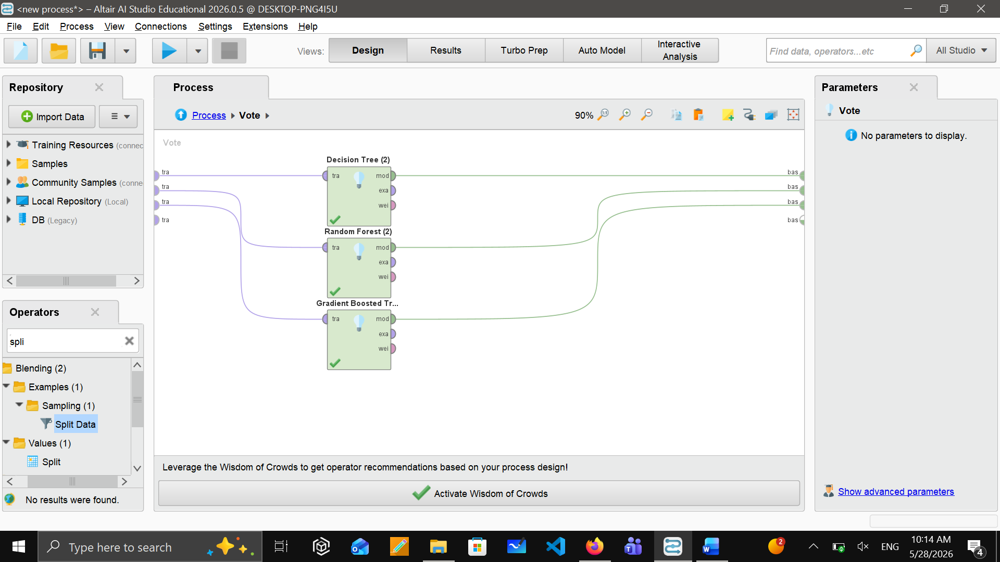 <new process*> – Altair AI Studio Educational 2026.0.5 @ DESKTOP-PNG4I5U
File Edit Process View Connections Settings Extensions Help
Views: Design Results Turbo Prep Auto Model Interactive Analysis
Find data, operators...etc All Studio
Repository
Import Data
Training Resources (connec
Samples
Community Samples (conne
Local Repository (Local)
DB (Legacy)
Operators
spli
Blending (2)
Examples (1)
Sampling (1)
Split Data
Values (1)
Split
No results were found.
Process
Process Vote
90%
Vote
tra
tra
tra
tra
Decision Tree (2)
tra mod
exa
wei
Random Forest (2)
tra mod
exa
wei
Gradient Boosted Tr...
tra mod
exa
wei
bas
bas
bas
bas
Leverage the Wisdom of Crowds to get operator recommendations based on your process design!
Activate Wisdom of Crowds
Parameters
Vote
No parameters to display.
Show advanced parameters
Type here to search
2
ENG
10:14 AM
5/28/2026
4